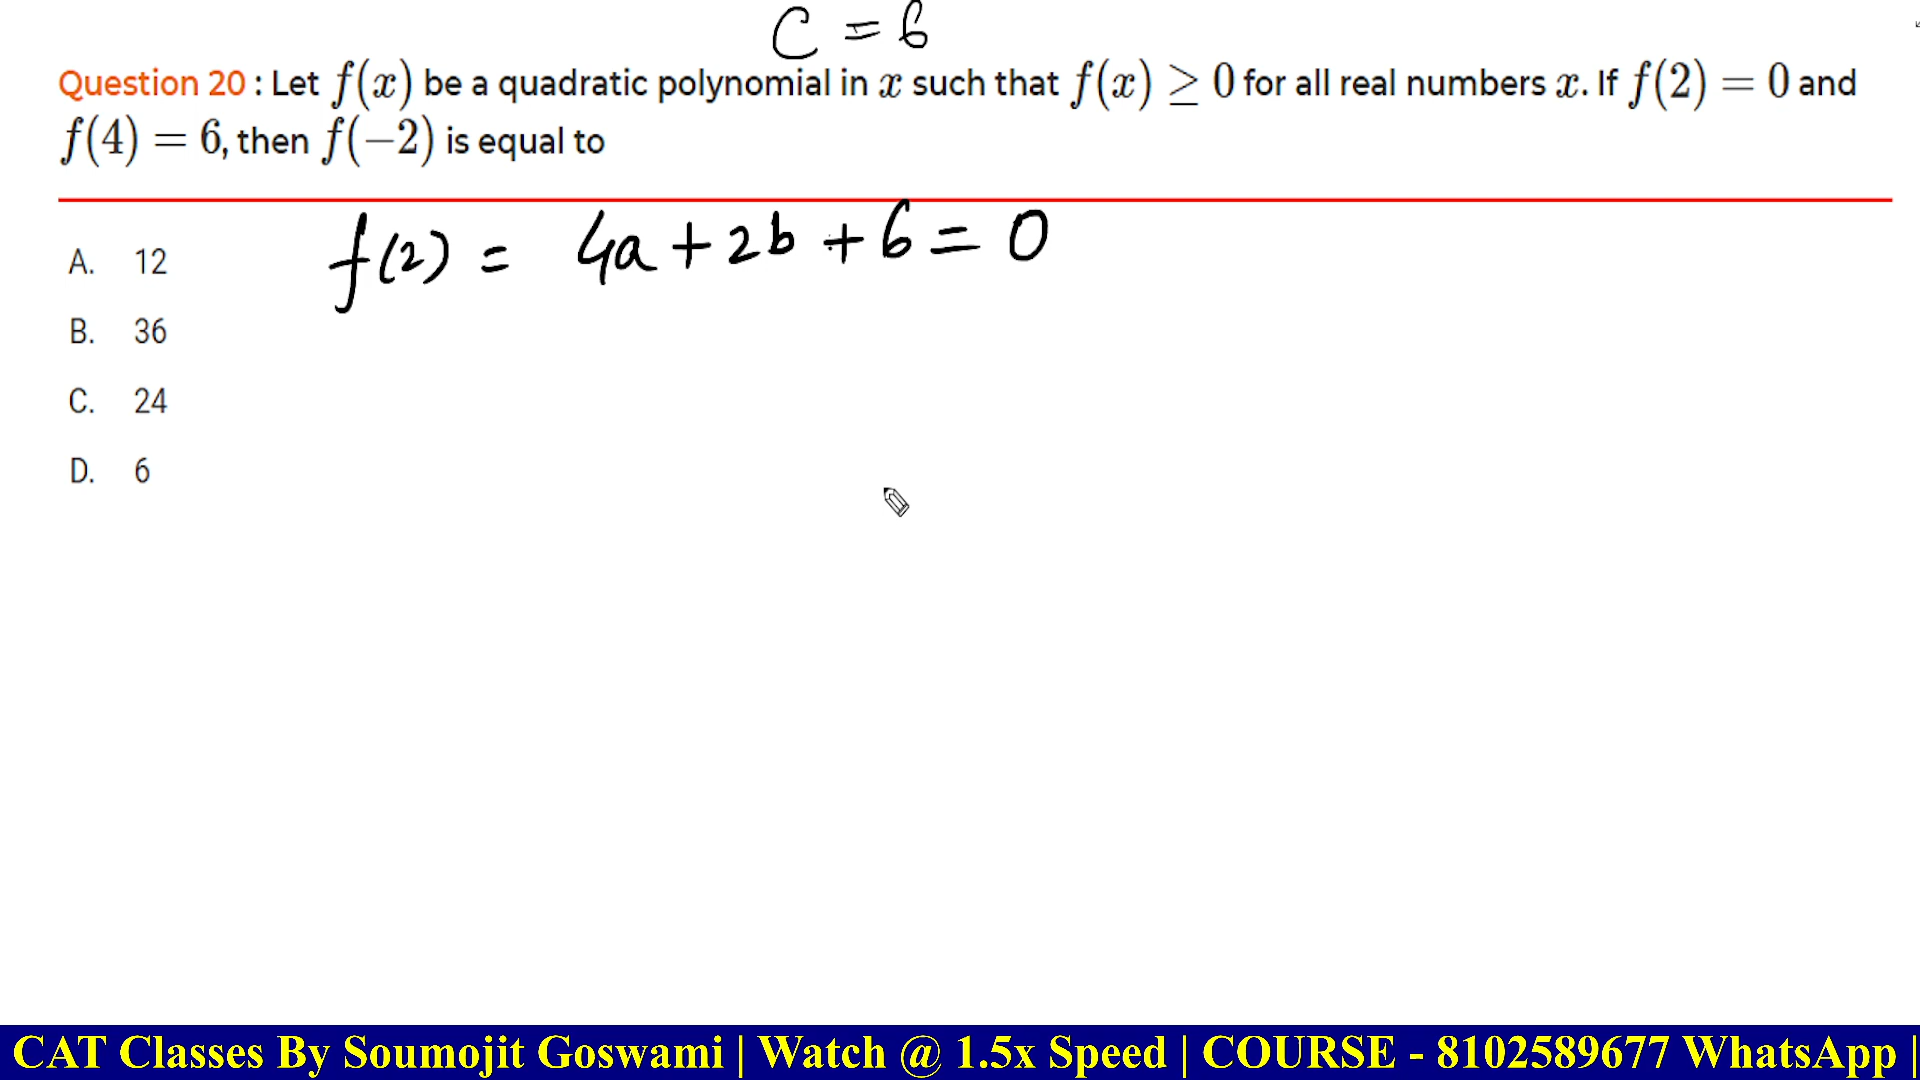 C = 6
Question 20 : Let f(x) be a quadratic polynomial in x such that f(x) ≥ 0 for all real numbers x. If f(2) = 0 and
f(4) = 6, then f(−2) is equal to
f(2) = 4a + 2b + 6 = 0
A. 12
B. 36
C. 24
D. 6
CAT Classes By Soumojit Goswami | Watch @ 1.5x Speed | COURSE - 8102589677 WhatsApp |